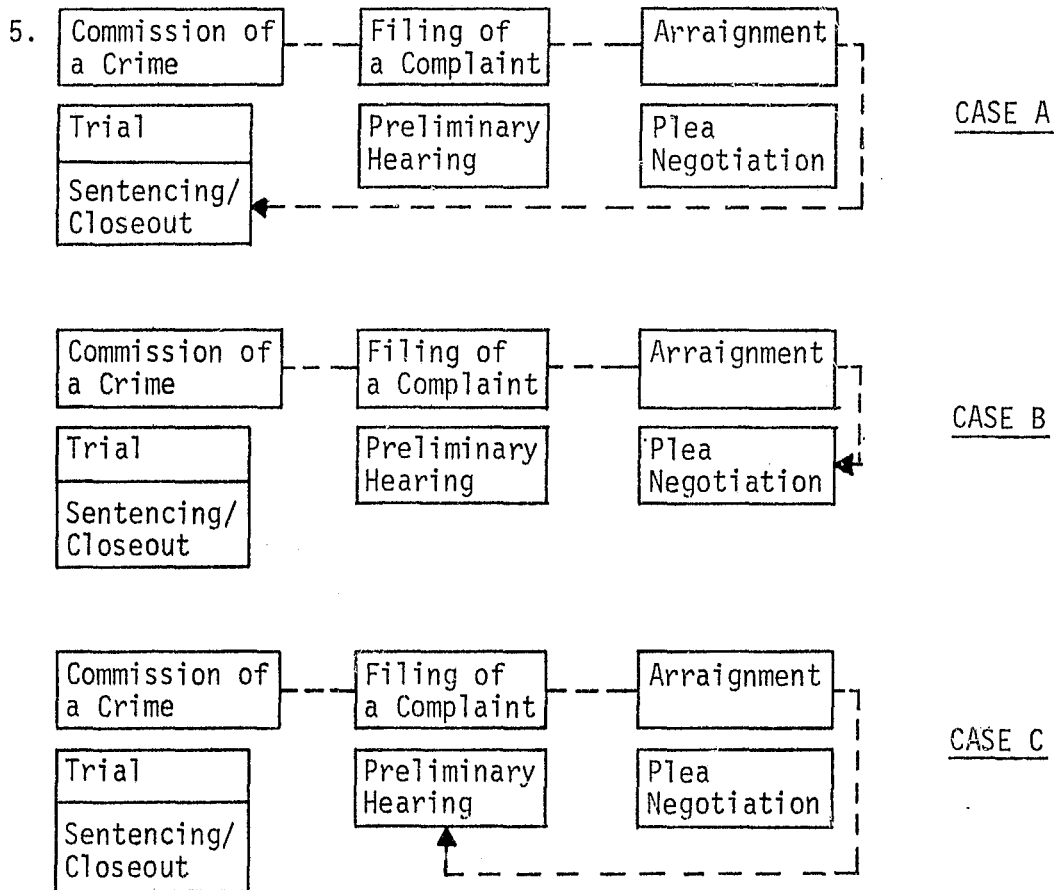 5.
Commission of
a Crime
Filing of
a Complaint
Arraignment
CASE A
Trial
Preliminary
Hearing
Plea
Negotiation
Sentencing/
Closeout
Commission of
a Crime
Filing of
a Complaint
Arraignment
CASE B
Trial
Preliminary
Hearing
Plea
Negotiation
Sentencing/
Closeout
Commission of
a Crime
Filing of
a Complaint
Arraignment
CASE C
Trial
Preliminary
Hearing
Plea
Negotiation
Sentencing/
Closeout